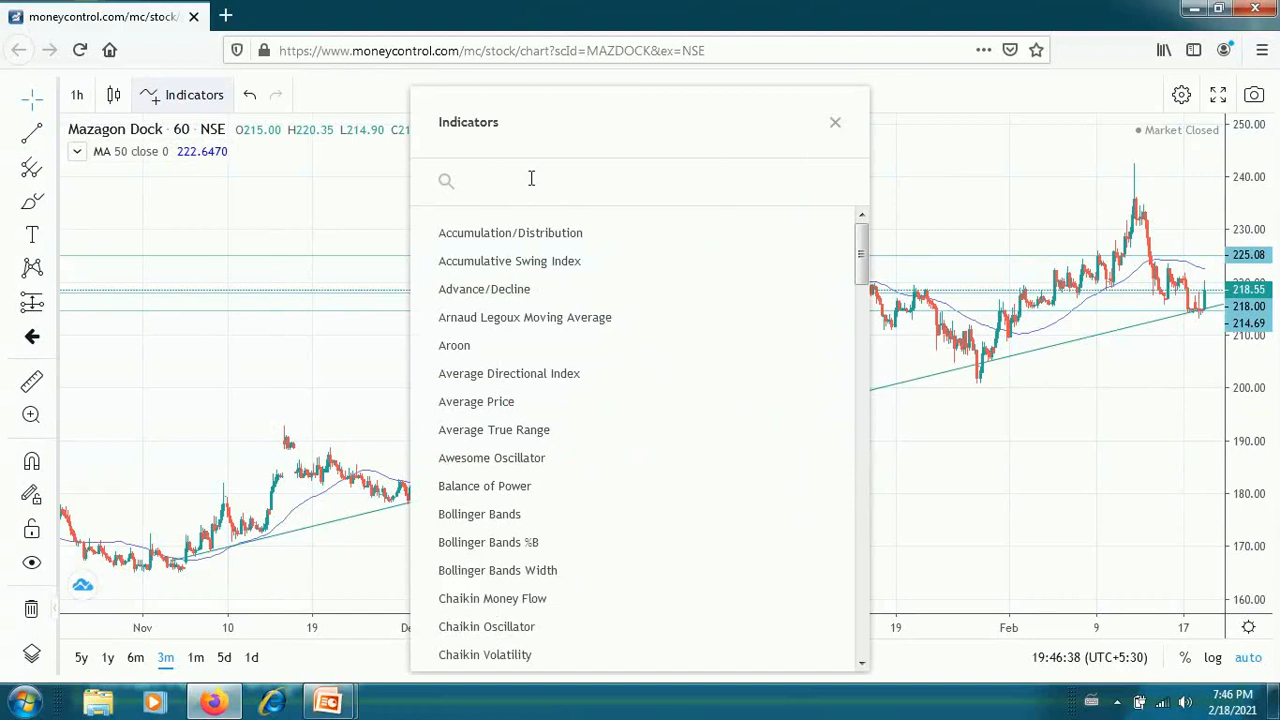 moneycontrol.com/mc/stock/
https://www.moneycontrol.com/mc/stock/chart?scId=MAZDOCK&ex=NSE
1h
Indicators
Mazagon Dock · 60 · NSE O215.00 H220.35 L214.90
MA 50 close 0 222.6470
Indicators
Accumulation/Distribution
Accumulative Swing Index
Advance/Decline
Arnaud Legoux Moving Average
Aroon
Average Directional Index
Average Price
Average True Range
Awesome Oscillator
Balance of Power
Bollinger Bands
Bollinger Bands %B
Bollinger Bands Width
Chaikin Money Flow
Chaikin Oscillator
Chaikin Volatility
Market Closed
250.00
240.00
230.00
225.08
218.55
218.00
214.69
200.00
190.00
180.00
170.00
160.00
Nov 10 19 19 Feb 9 17
5y 1y 6m 3m 1m 5d 1d
19:46:38 (UTC+5:30) % log auto
7:46 PM
2/18/2021